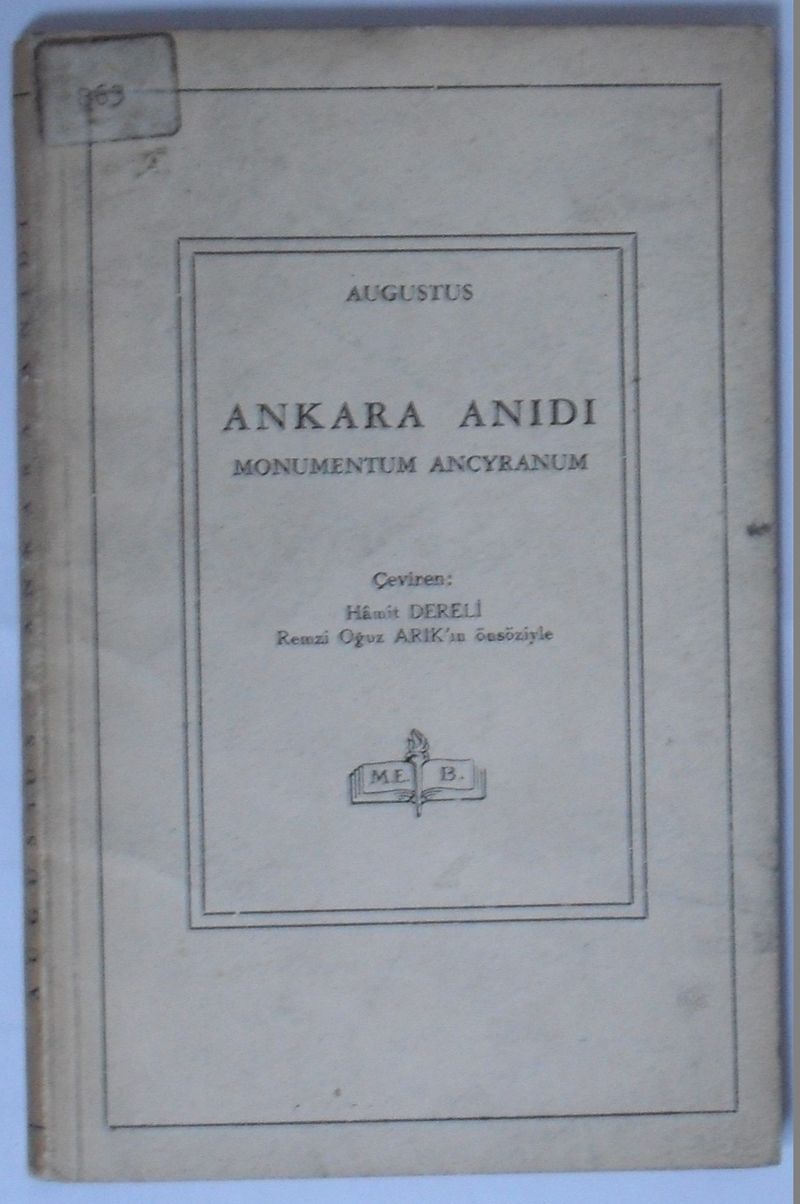 AUGUSTUS
ANKARA ANIDI
MONUMENTUM ANCYRANUM
Çeviren:
Hâmit DERELİ
Remzi Oğuz ARIK'ın önsöziyle
M.E. B.